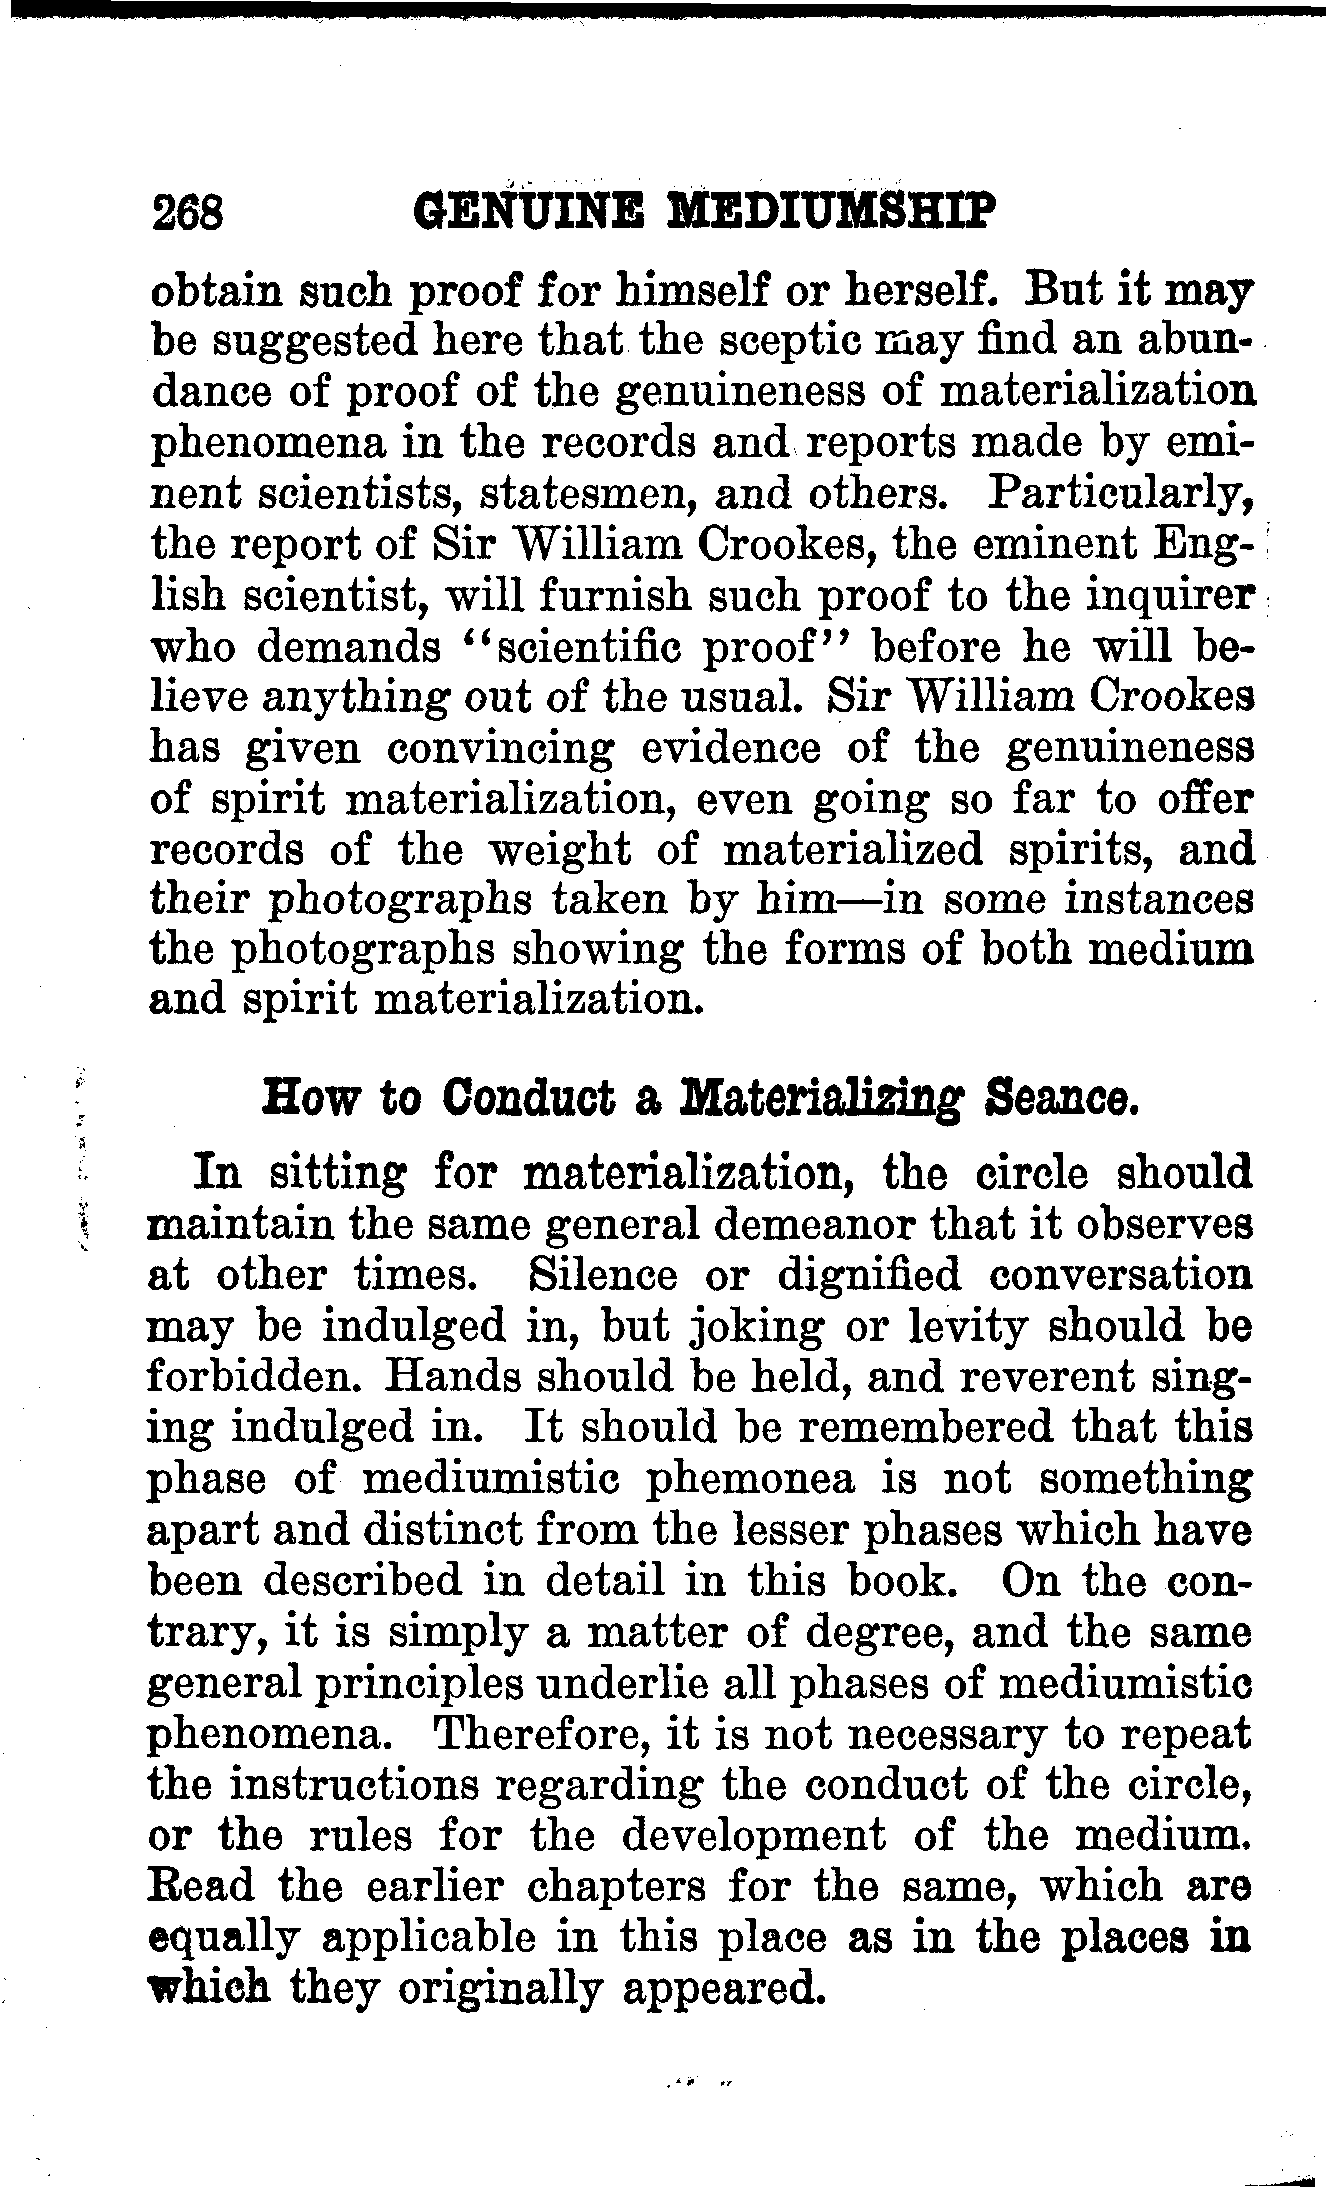 268 GENUINE MEDIUMSHIP
obtain such proof for himself or herself. But it may
be suggested here that the sceptic may find an abun-
dance of proof of the genuineness of materialization
phenomena in the records and reports made by emi-
nent scientists, statesmen, and others. Particularly,
the report of Sir William Crookes, the eminent Eng-
lish scientist, will furnish such proof to the inquirer
who demands "scientific proof" before he will be-
lieve anything out of the usual. Sir William Crookes
has given convincing evidence of the genuineness
of spirit materialization, even going so far to offer
records of the weight of materialized spirits, and
their photographs taken by him—in some instances
the photographs showing the forms of both medium
and spirit materialization.
How to Conduct a Materializing Seance.
In sitting for materialization, the circle should
maintain the same general demeanor that it observes
at other times. Silence or dignified conversation
may be indulged in, but joking or levity should be
forbidden. Hands should be held, and reverent sing-
ing indulged in. It should be remembered that this
phase of mediumistic phemonea is not something
apart and distinct from the lesser phases which have
been described in detail in this book. On the con-
trary, it is simply a matter of degree, and the same
general principles underlie all phases of mediumistic
phenomena. Therefore, it is not necessary to repeat
the instructions regarding the conduct of the circle,
or the rules for the development of the medium.
Read the earlier chapters for the same, which are
equally applicable in this place as in the places in
which they originally appeared.